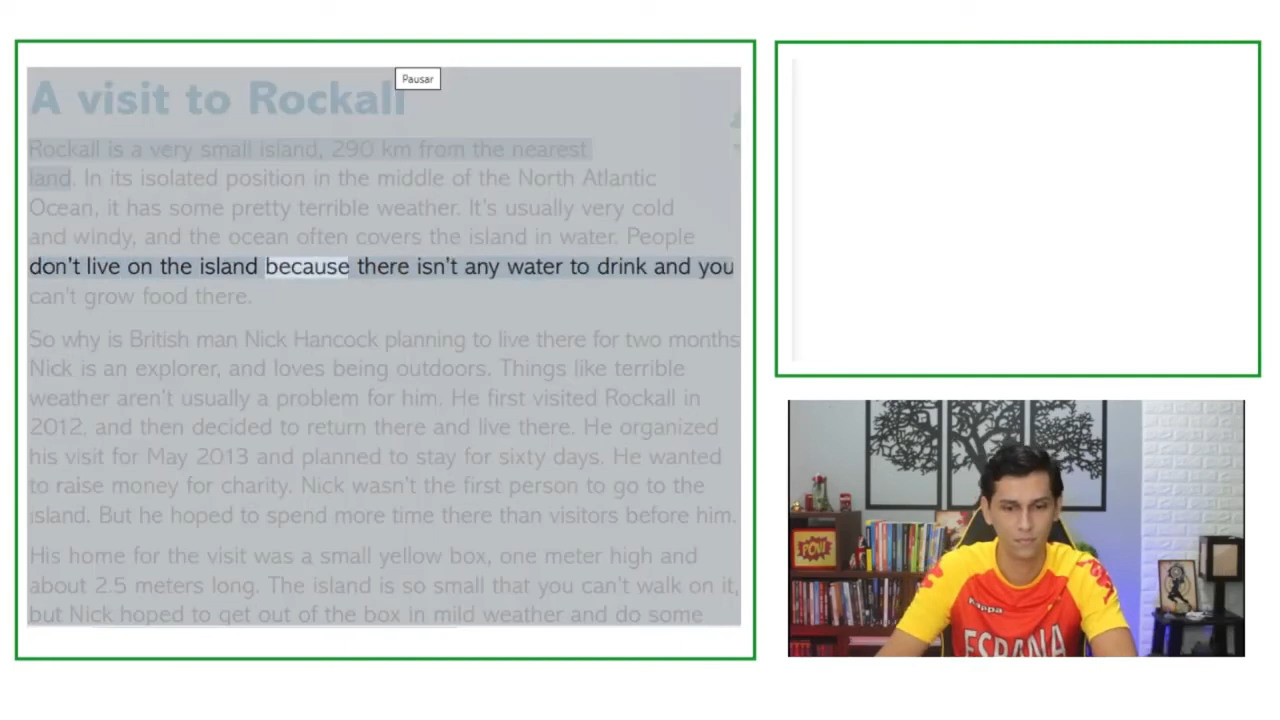 Pausar
A visit to Rockall
Rockall is a very small island, 290 km from the nearest
land. In its isolated position in the middle of the North Atlantic
Ocean, it has some pretty terrible weather. It's usually very cold
and windy, and the ocean often covers the island in water. People
don't live on the island because there isn't any water to drink and you
can't grow food there.
So why is British man Nick Hancock planning to live there for two months
Nick is an explorer, and loves being outdoors. Things like terrible
weather aren't usually a problem for him. He first visited Rockall in
2012, and then decided to return there and live there. He organized
his visit for May 2013 and planned to stay for sixty days. He wanted
to raise money for charity. Nick wasn't the first person to go to the
island. But he hoped to spend more time there than visitors before him.
His home for the visit was a small yellow box, one meter high and
about 2.5 meters long. The island is so small that you can't walk on it,
but Nick hoped to get out of the box in mild weather and do some
POW
Kappa
ESPANA